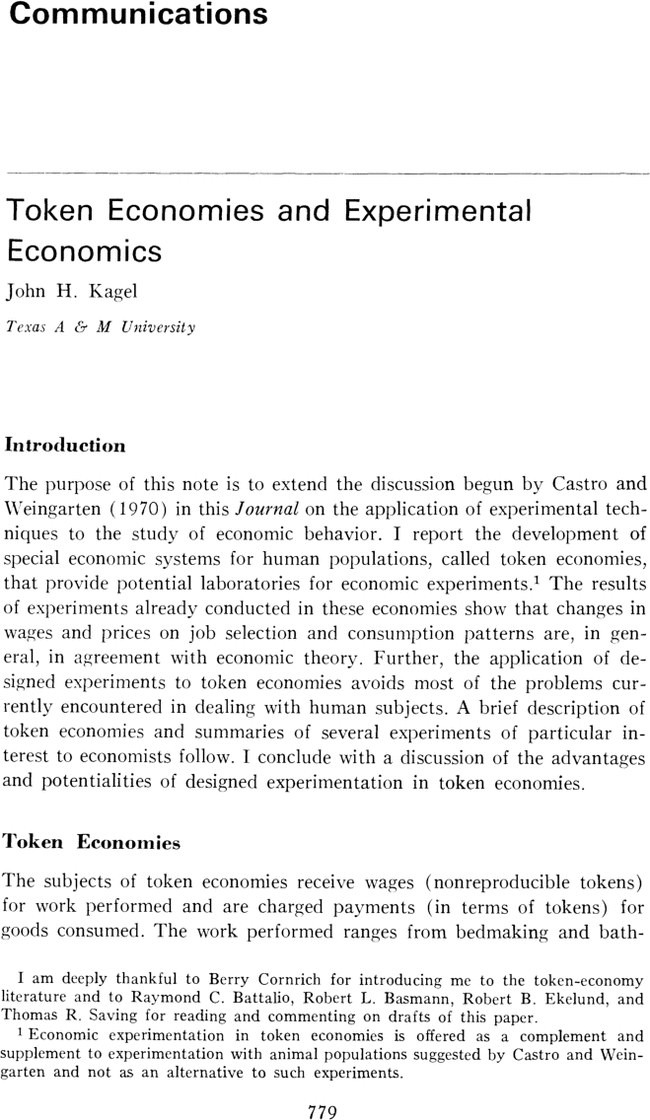 Communications
Token Economies and Experimental
Economics
John H. Kagel
Texas A & M University
Introduction
The purpose of this note is to extend the discussion begun by Castro and
Weingarten (1970) in this Journal on the application of experimental tech-
niques to the study of economic behavior. I report the development of
special economic systems for human populations, called token economies,
that provide potential laboratories for economic experiments.¹ The results
of experiments already conducted in these economies show that changes in
wages and prices on job selection and consumption patterns are, in gen-
eral, in agreement with economic theory. Further, the application of de-
signed experiments to token economies avoids most of the problems cur-
rently encountered in dealing with human subjects. A brief description of
token economies and summaries of several experiments of particular in-
terest to economists follow. I conclude with a discussion of the advantages
and potentialities of designed experimentation in token economies.
Token Economies
The subjects of token economies receive wages (nonreproducible tokens)
for work performed and are charged payments (in terms of tokens) for
goods consumed. The work performed ranges from bedmaking and bath-
I am deeply thankful to Berry Cornrich for introducing me to the token-economy
literature and to Raymond C. Battalio, Robert L. Basmann, Robert B. Ekelund, and
Thomas R. Saving for reading and commenting on drafts of this paper.
¹ Economic experimentation in token economies is offered as a complement and
supplement to experimentation with animal populations suggested by Castro and Wein-
garten and not as an alternative to such experiments.
779